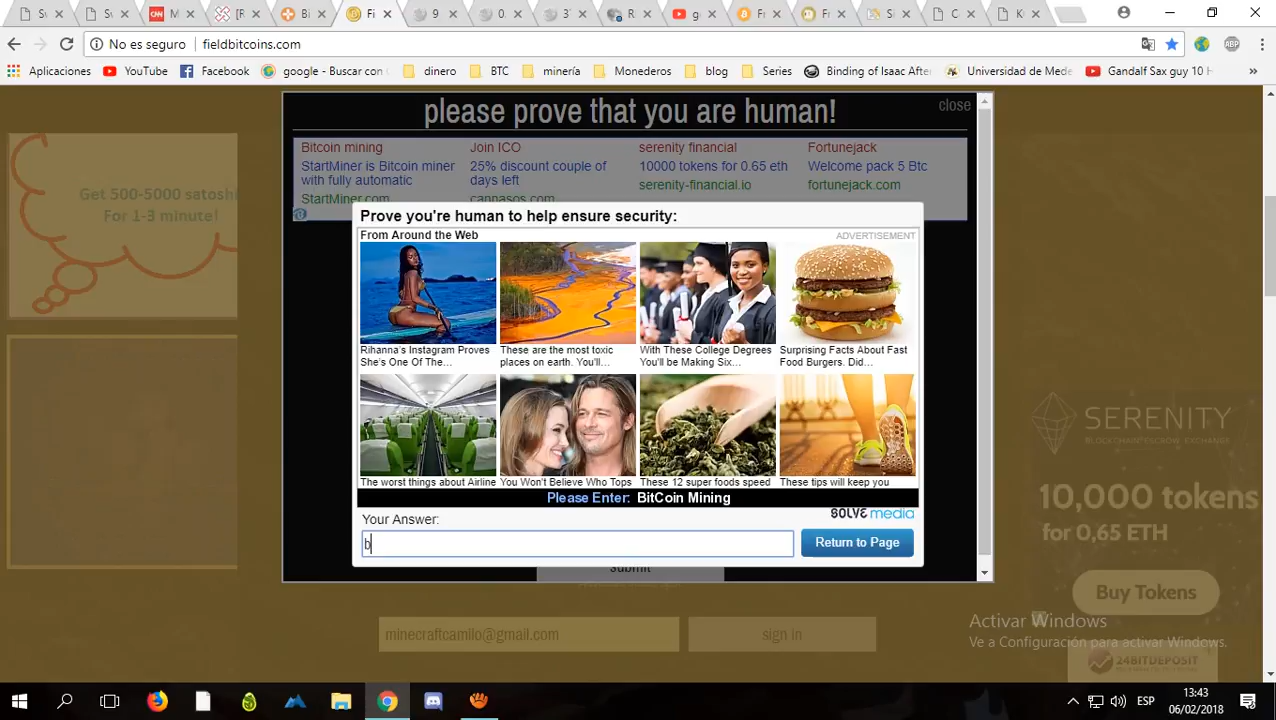 No es seguro | fieldbitcoins.com
Aplicaciones YouTube Facebook google - Buscar con dinero BTC minería Monederos blog Series Binding of Isaac After Universidad de Mede Gandalf Sax guy 10 H »
please prove that you are human!
close
Bitcoin mining
StartMiner is Bitcoin miner
with fully automatic
StartMiner.com
Join ICO
25% discount couple of
days left
cannasos.com
serenity financial
10000 tokens for 0.65 eth
serenity-financial.io
Fortunejack
Welcome pack 5 Btc
fortunejack.com
Get 500-5000 satoshi
For 1-3 minute!
Prove you're human to help ensure security:
From Around the Web
ADVERTISEMENT
Rihanna's Instagram Proves
She's One Of The...
These are the most toxic
places on earth. You'll...
With These College Degrees
You'll be Making Six...
Surprising Facts About Fast
Food Burgers. Did...
The worst things about Airline
You Won't Believe Who Tops
These 12 super foods speed
These tips will keep you
Please Enter: BitCoin Mining
SOLVE media
Your Answer:
b
Return to Page
Submit
minecraftcamilo@gmail.com
sign in
SERENITY
BLOCKCHAIN ESCROW EXCHANGE
10,000 tokens
for 0,65 ETH
Buy Tokens
Activar Windows
Ve a Configuración para activar Windows.
24BITDEPOSIT
ESP
13:43
06/02/2018